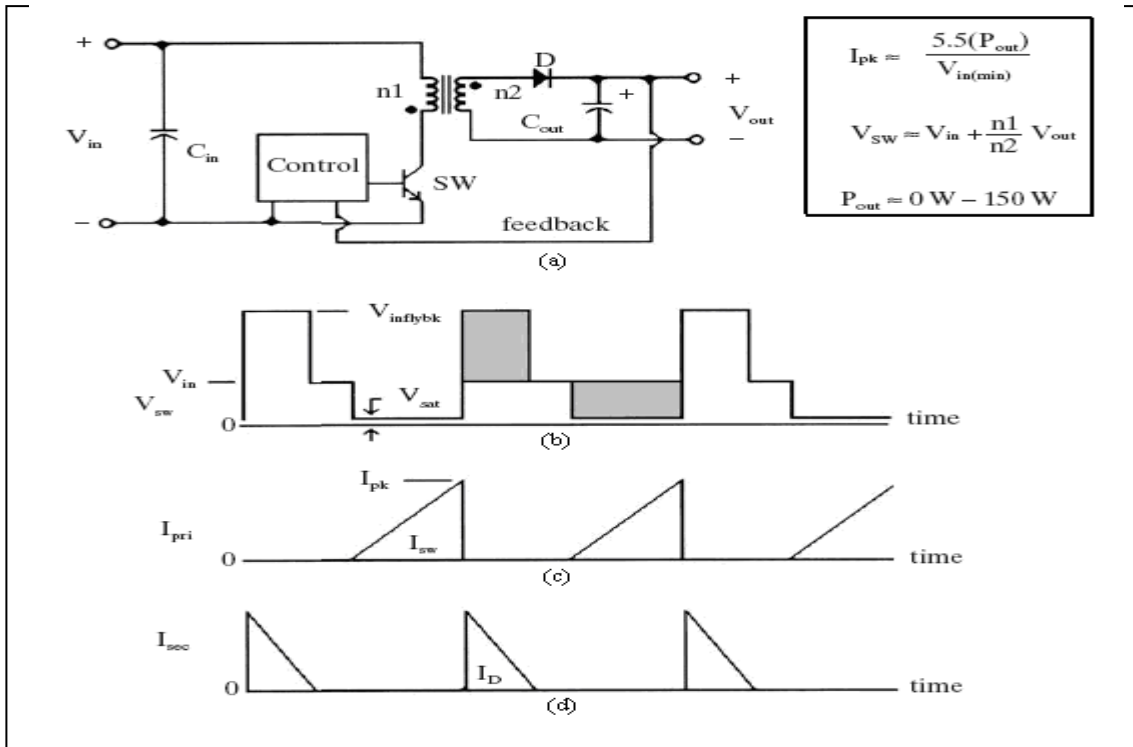 I_pk ≈ 5.5(P_out) / V_in(min)
V_SW ≈ V_in + n1/n2 V_out
P_out ≈ 0 W – 150 W
+
V_in
–
C_in
Control
n1
n2
SW
D
+
C_out
+
V_out
–
feedback
(a)
V_inflybk
V_in
V_sw
V_sat
0
time
(b)
I_pk
I_pri
I_sw
0
time
(c)
I_sec
I_D
0
time
(d)